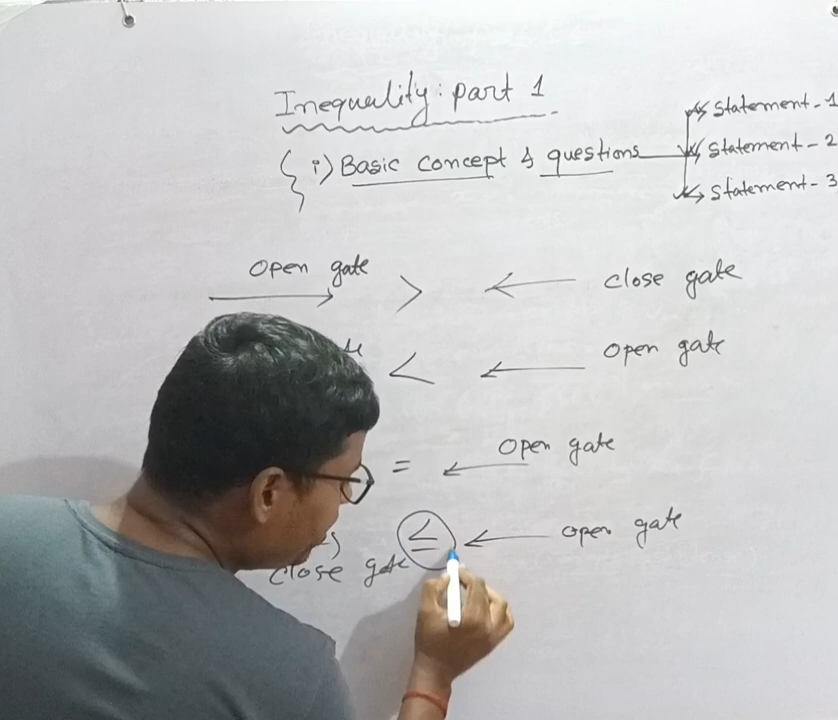 Inequality: part 1
i) Basic concept & questions
Statement-1
Statement-2
Statement-3
Open gate > close gate
< open gate
= Open gate
≤ open gate
close gate